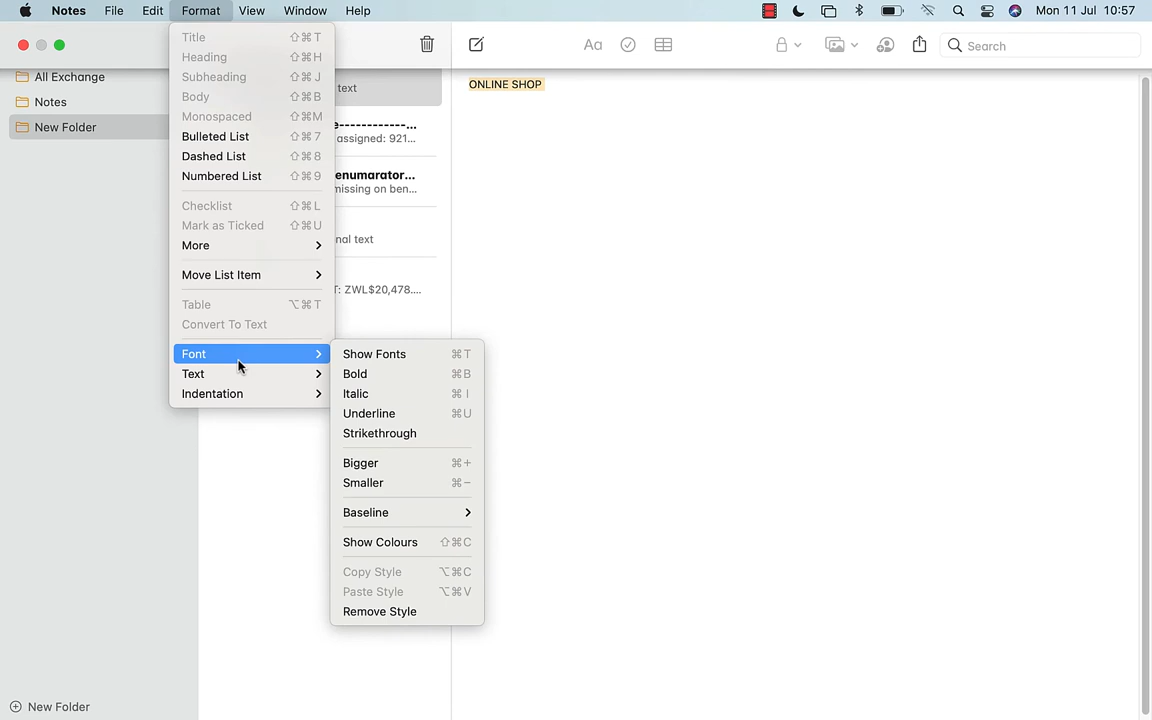 Notes File Edit Format View Window Help Mon 11 Jul 10:57
Aa Search
All Exchange
Notes
New Folder
Title ⇧⌘T
Heading ⇧⌘H
Subheading ⇧⌘J
Body ⇧⌘B
Monospaced ⇧⌘M
Bulleted List ⇧⌘7
Dashed List ⇧⌘8
Numbered List ⇧⌘9
Checklist ⇧⌘L
Mark as Ticked ⇧⌘U
More
Move List Item
Table ⌥⌘T
Convert To Text
Font
Text
Indentation
text
e------------...
assigned: 921...
enumarator...
missing on ben...
nal text
T: ZWL$20,478....
Show Fonts ⌘T
Bold ⌘B
Italic ⌘I
Underline ⌘U
Strikethrough
Bigger ⌘+
Smaller ⌘−
Baseline
Show Colours ⇧⌘C
Copy Style ⌥⌘C
Paste Style ⌥⌘V
Remove Style
ONLINE SHOP
New Folder